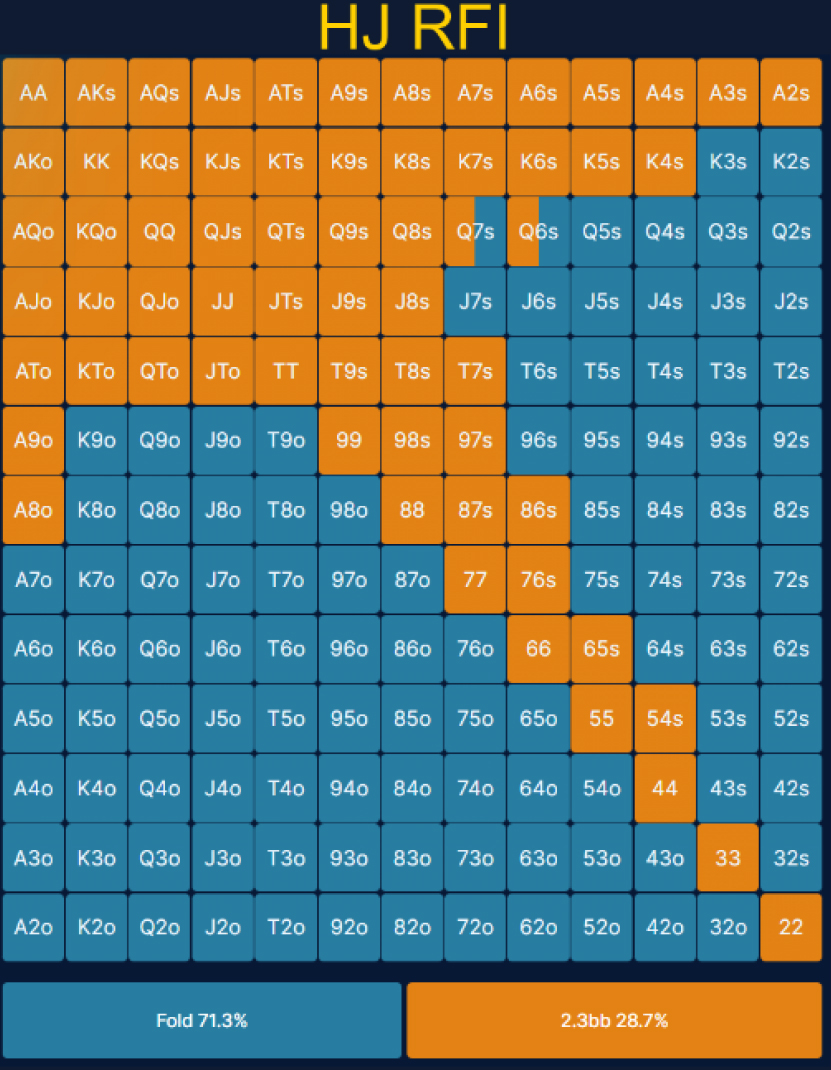 HJ RFI
AA AKs AQs AJs ATs A9s A8s A7s A6s A5s A4s A3s A2s
AKo KK KQs KJs KTs K9s K8s K7s K6s K5s K4s K3s K2s
AQo KQo QQ QJs QTs Q9s Q8s Q7s Q6s Q5s Q4s Q3s Q2s
AJo KJo QJo JJ JTs J9s J8s J7s J6s J5s J4s J3s J2s
ATo KTo QTo JTo TT T9s T8s T7s T6s T5s T4s T3s T2s
A9o K9o Q9o J9o T9o 99 98s 97s 96s 95s 94s 93s 92s
A8o K8o Q8o J8o T8o 98o 88 87s 86s 85s 84s 83s 82s
A7o K7o Q7o J7o T7o 97o 87o 77 76s 75s 74s 73s 72s
A6o K6o Q6o J6o T6o 96o 86o 76o 66 65s 64s 63s 62s
A5o K5o Q5o J5o T5o 95o 85o 75o 65o 55 54s 53s 52s
A4o K4o Q4o J4o T4o 94o 84o 74o 64o 54o 44 43s 42s
A3o K3o Q3o J3o T3o 93o 83o 73o 63o 53o 43o 33 32s
A2o K2o Q2o J2o T2o 92o 82o 72o 62o 52o 42o 32o 22
Fold 71.3% 2.3bb 28.7%